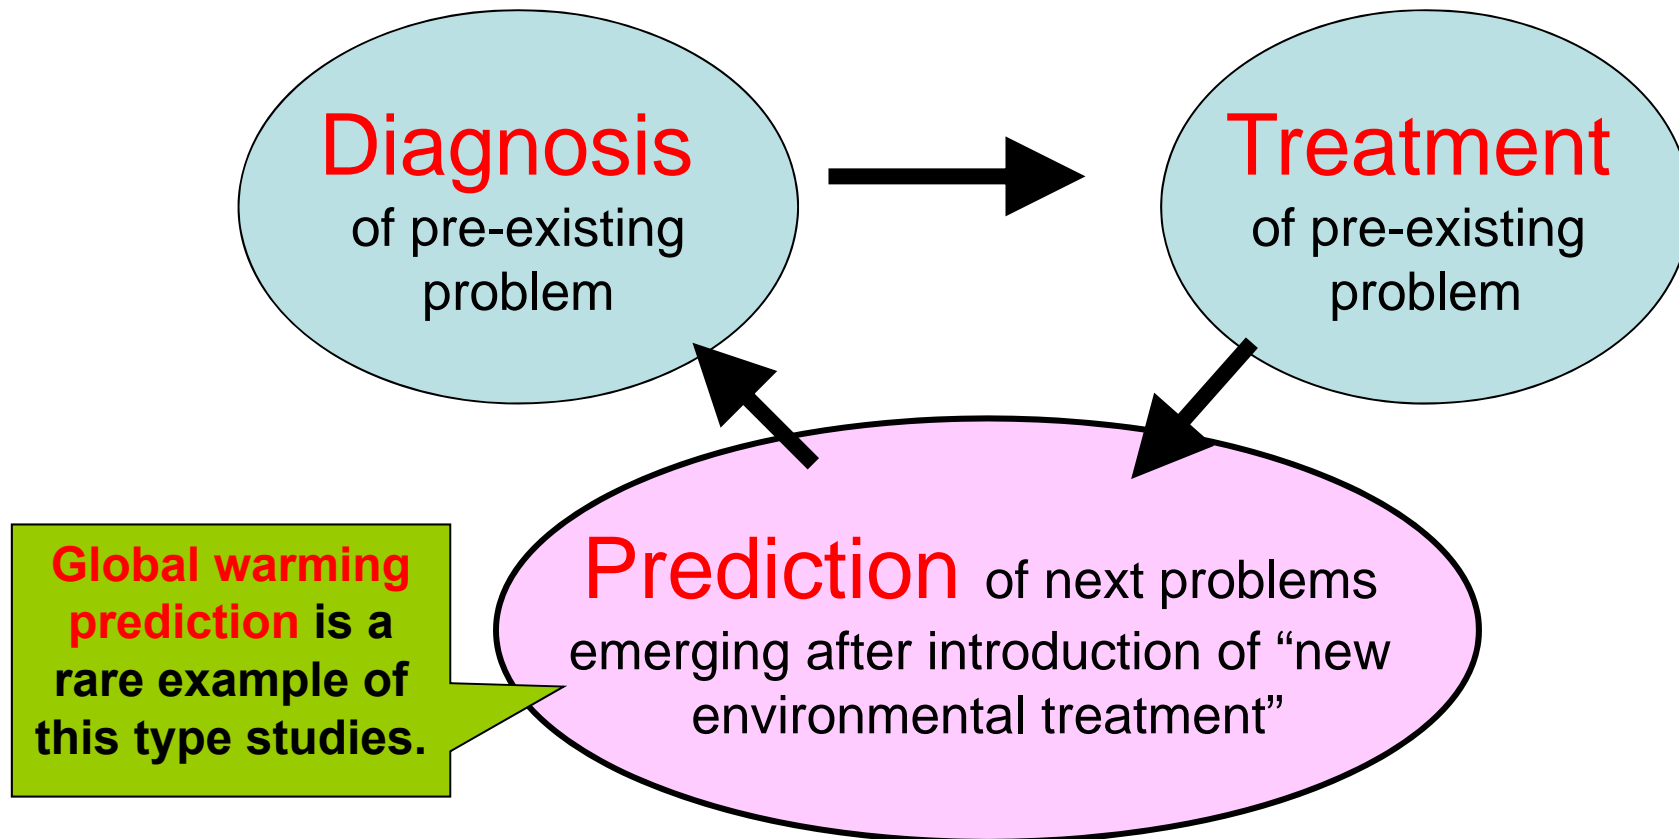 Diagnosis
of pre-existing
problem
Treatment
of pre-existing
problem
Prediction of next problems
emerging after introduction of “new
environmental treatment”
Global warming
prediction is a
rare example of
this type studies.